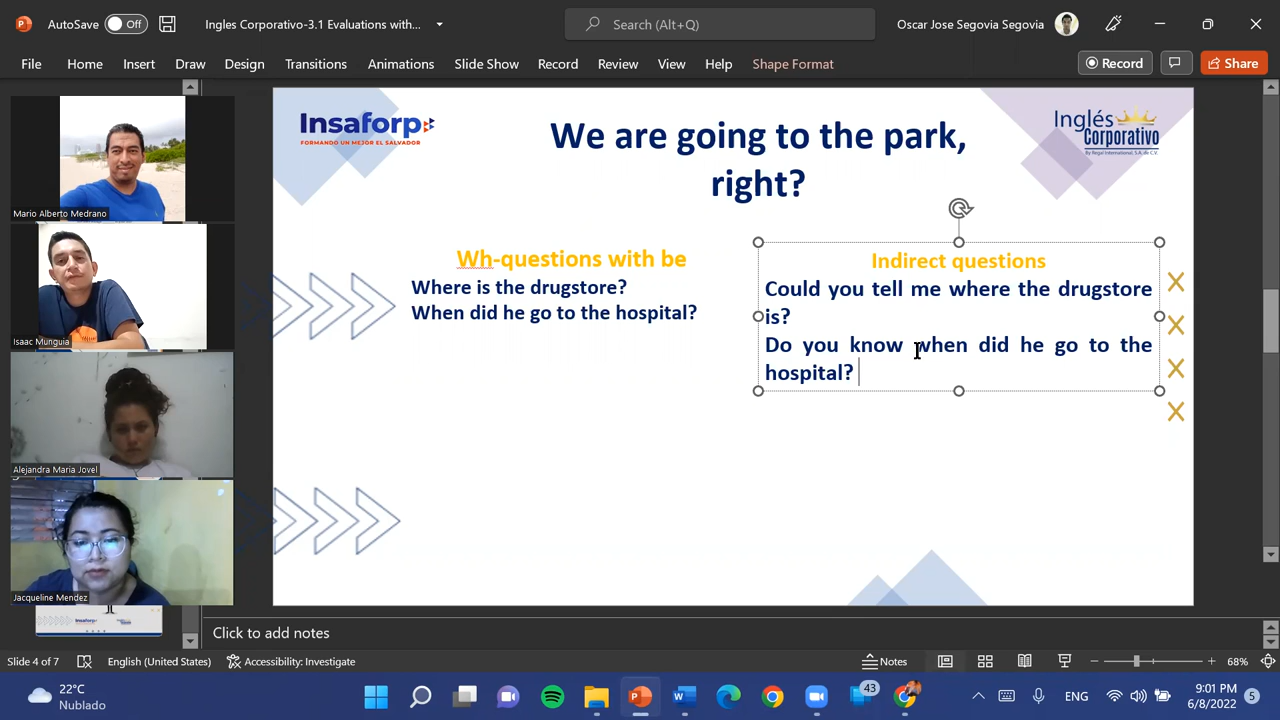 AutoSave
Off
Ingles Corporativo-3.1 Evaluations with...
Search (Alt+Q)
Oscar Jose Segovia Segovia
File
Home
Insert
Draw
Design
Transitions
Animations
Slide Show
Record
Review
View
Help
Shape Format
Record
Share
Mario Alberto Medrano
Isaac Munguia
Alejandra Maria Jovel
Jacqueline Mendez
Insaforp
FORMANDO UN MEJOR EL SALVADOR
We are going to the park,
right?
Inglés
Corporativo
By Regal International, S.A. de C.V.
Wh-questions with be
Where is the drugstore?
When did he go to the hospital?
Indirect questions
Could you tell me where the drugstore
is?
Do you know when did he go to the
hospital?
Click to add notes
Slide 4 of 7
English (United States)
Accessibility: Investigate
Notes
68%
22°C
Nublado
43
ENG
9:01 PM
6/8/2022
5